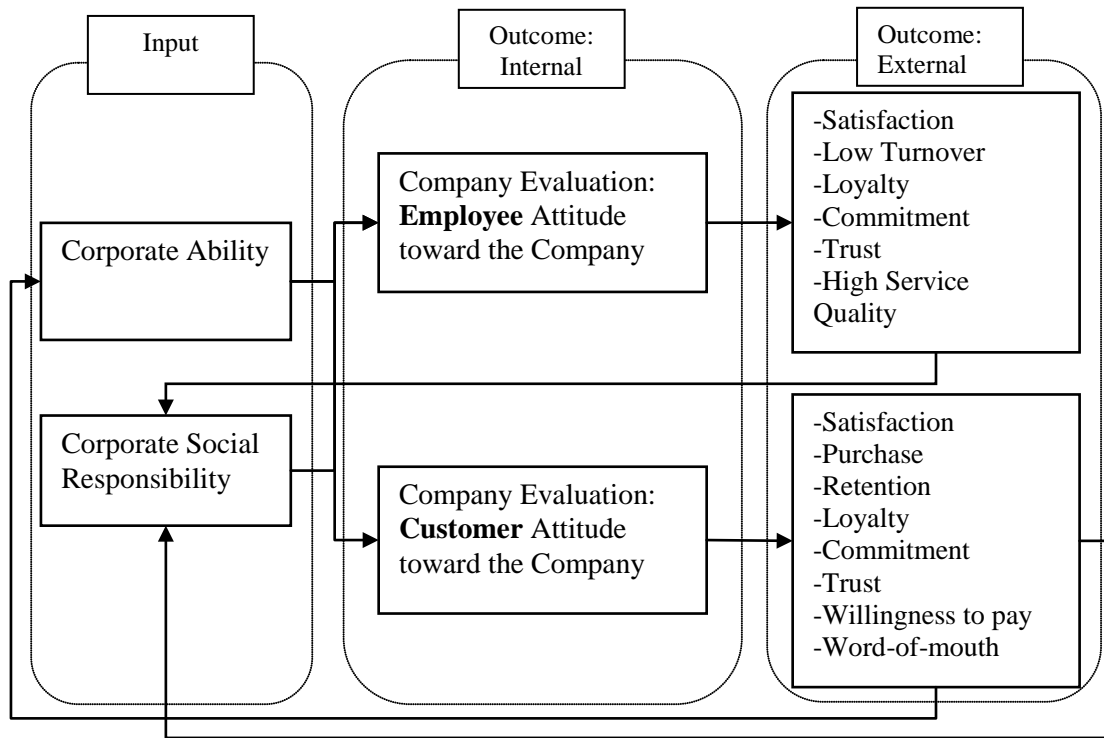 Input
Outcome:
Internal
Outcome:
External
Corporate Ability
Corporate Social
Responsibility
Company Evaluation:
Employee Attitude
toward the Company
Company Evaluation:
Customer Attitude
toward the Company
-Satisfaction
-Low Turnover
-Loyalty
-Commitment
-Trust
-High Service
Quality
-Satisfaction
-Purchase
-Retention
-Loyalty
-Commitment
-Trust
-Willingness to pay
-Word-of-mouth